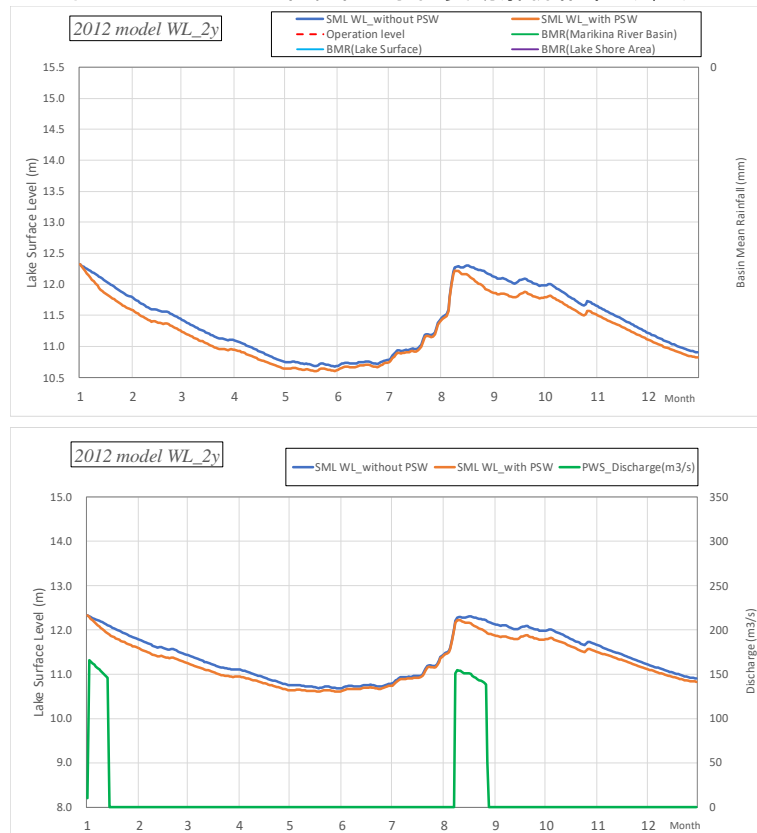 2012 model WL_2y
SML WL_without PSW
SML WL_with PSW
Operation level
BMR(Marikina River Basin)
BMR(Lake Surface)
BMR(Lake Shore Area)
Lake Surface Level (m)
15.5
15.0
14.5
14.0
13.5
13.0
12.5
12.0
11.5
11.0
10.5
0
Basin Mean Rainfall (mm)
1 2 3 4 5 6 7 8 9 10 11 12 Month
2012 model WL_2y
SML WL_without PSW
SML WL_with PSW
PWS_Discharge(m3/s)
Lake Surface Level (m)
15.0
14.0
13.0
12.0
11.0
10.0
9.0
8.0
350
300
250
200
150
100
50
0
Discharge (m3/s)
1 2 3 4 5 6 7 8 9 10 11 12 Month